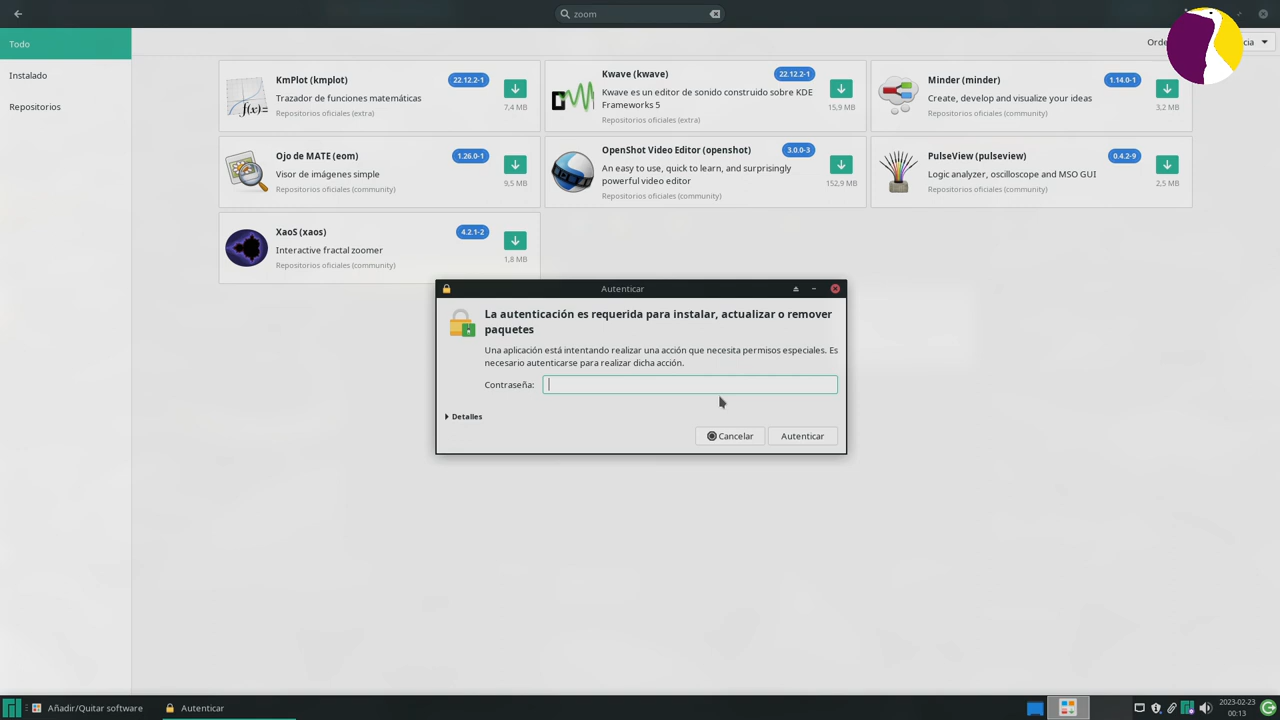 zoom
Todo
Instalado
Repositorios
Orde
cia
KmPlot (kmplot)
22.12.2-1
Trazador de funciones matemáticas
Repositorios oficiales (extra)
7,4 MB
f(x)=
Kwave (kwave)
22.12.2-1
Kwave es un editor de sonido construido sobre KDE
Frameworks 5
Repositorios oficiales (extra)
15,9 MB
Minder (minder)
1.14.0-1
Create, develop and visualize your ideas
Repositorios oficiales (community)
3,2 MB
Ojo de MATE (eom)
1.26.0-1
Visor de imágenes simple
Repositorios oficiales (community)
9,5 MB
OpenShot Video Editor (openshot)
3.0.0-3
An easy to use, quick to learn, and surprisingly
powerful video editor
Repositorios oficiales (community)
152,9 MB
PulseView (pulseview)
0.4.2-9
Logic analyzer, oscilloscope and MSO GUI
Repositorios oficiales (community)
2,5 MB
XaoS (xaos)
4.2.1-2
Interactive fractal zoomer
Repositorios oficiales (community)
1,8 MB
Autenticar
La autenticación es requerida para instalar, actualizar o remover
paquetes
Una aplicación está intentando realizar una acción que necesita permisos especiales. Es
necesario autenticarse para realizar dicha acción.
Contraseña:
Detalles
Cancelar
Autenticar
Añadir/Quitar software
Autenticar
2023-02-23
00:13